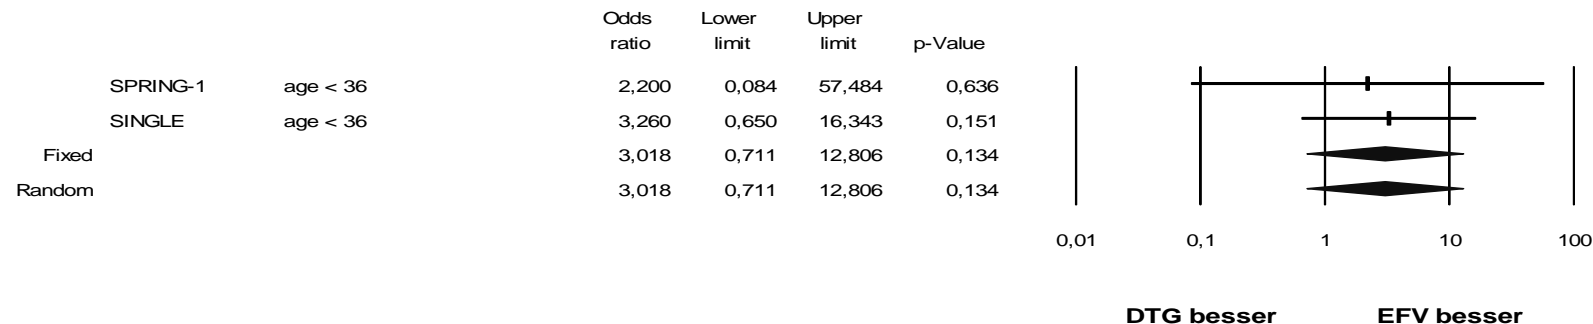 Odds Lower Upper
ratio limit limit p-Value
SPRING-1 age < 36 2,200 0,084 57,484 0,636
SINGLE age < 36 3,260 0,650 16,343 0,151
Fixed 3,018 0,711 12,806 0,134
Random 3,018 0,711 12,806 0,134
0,01 0,1 1 10 100
DTG besser EFV besser